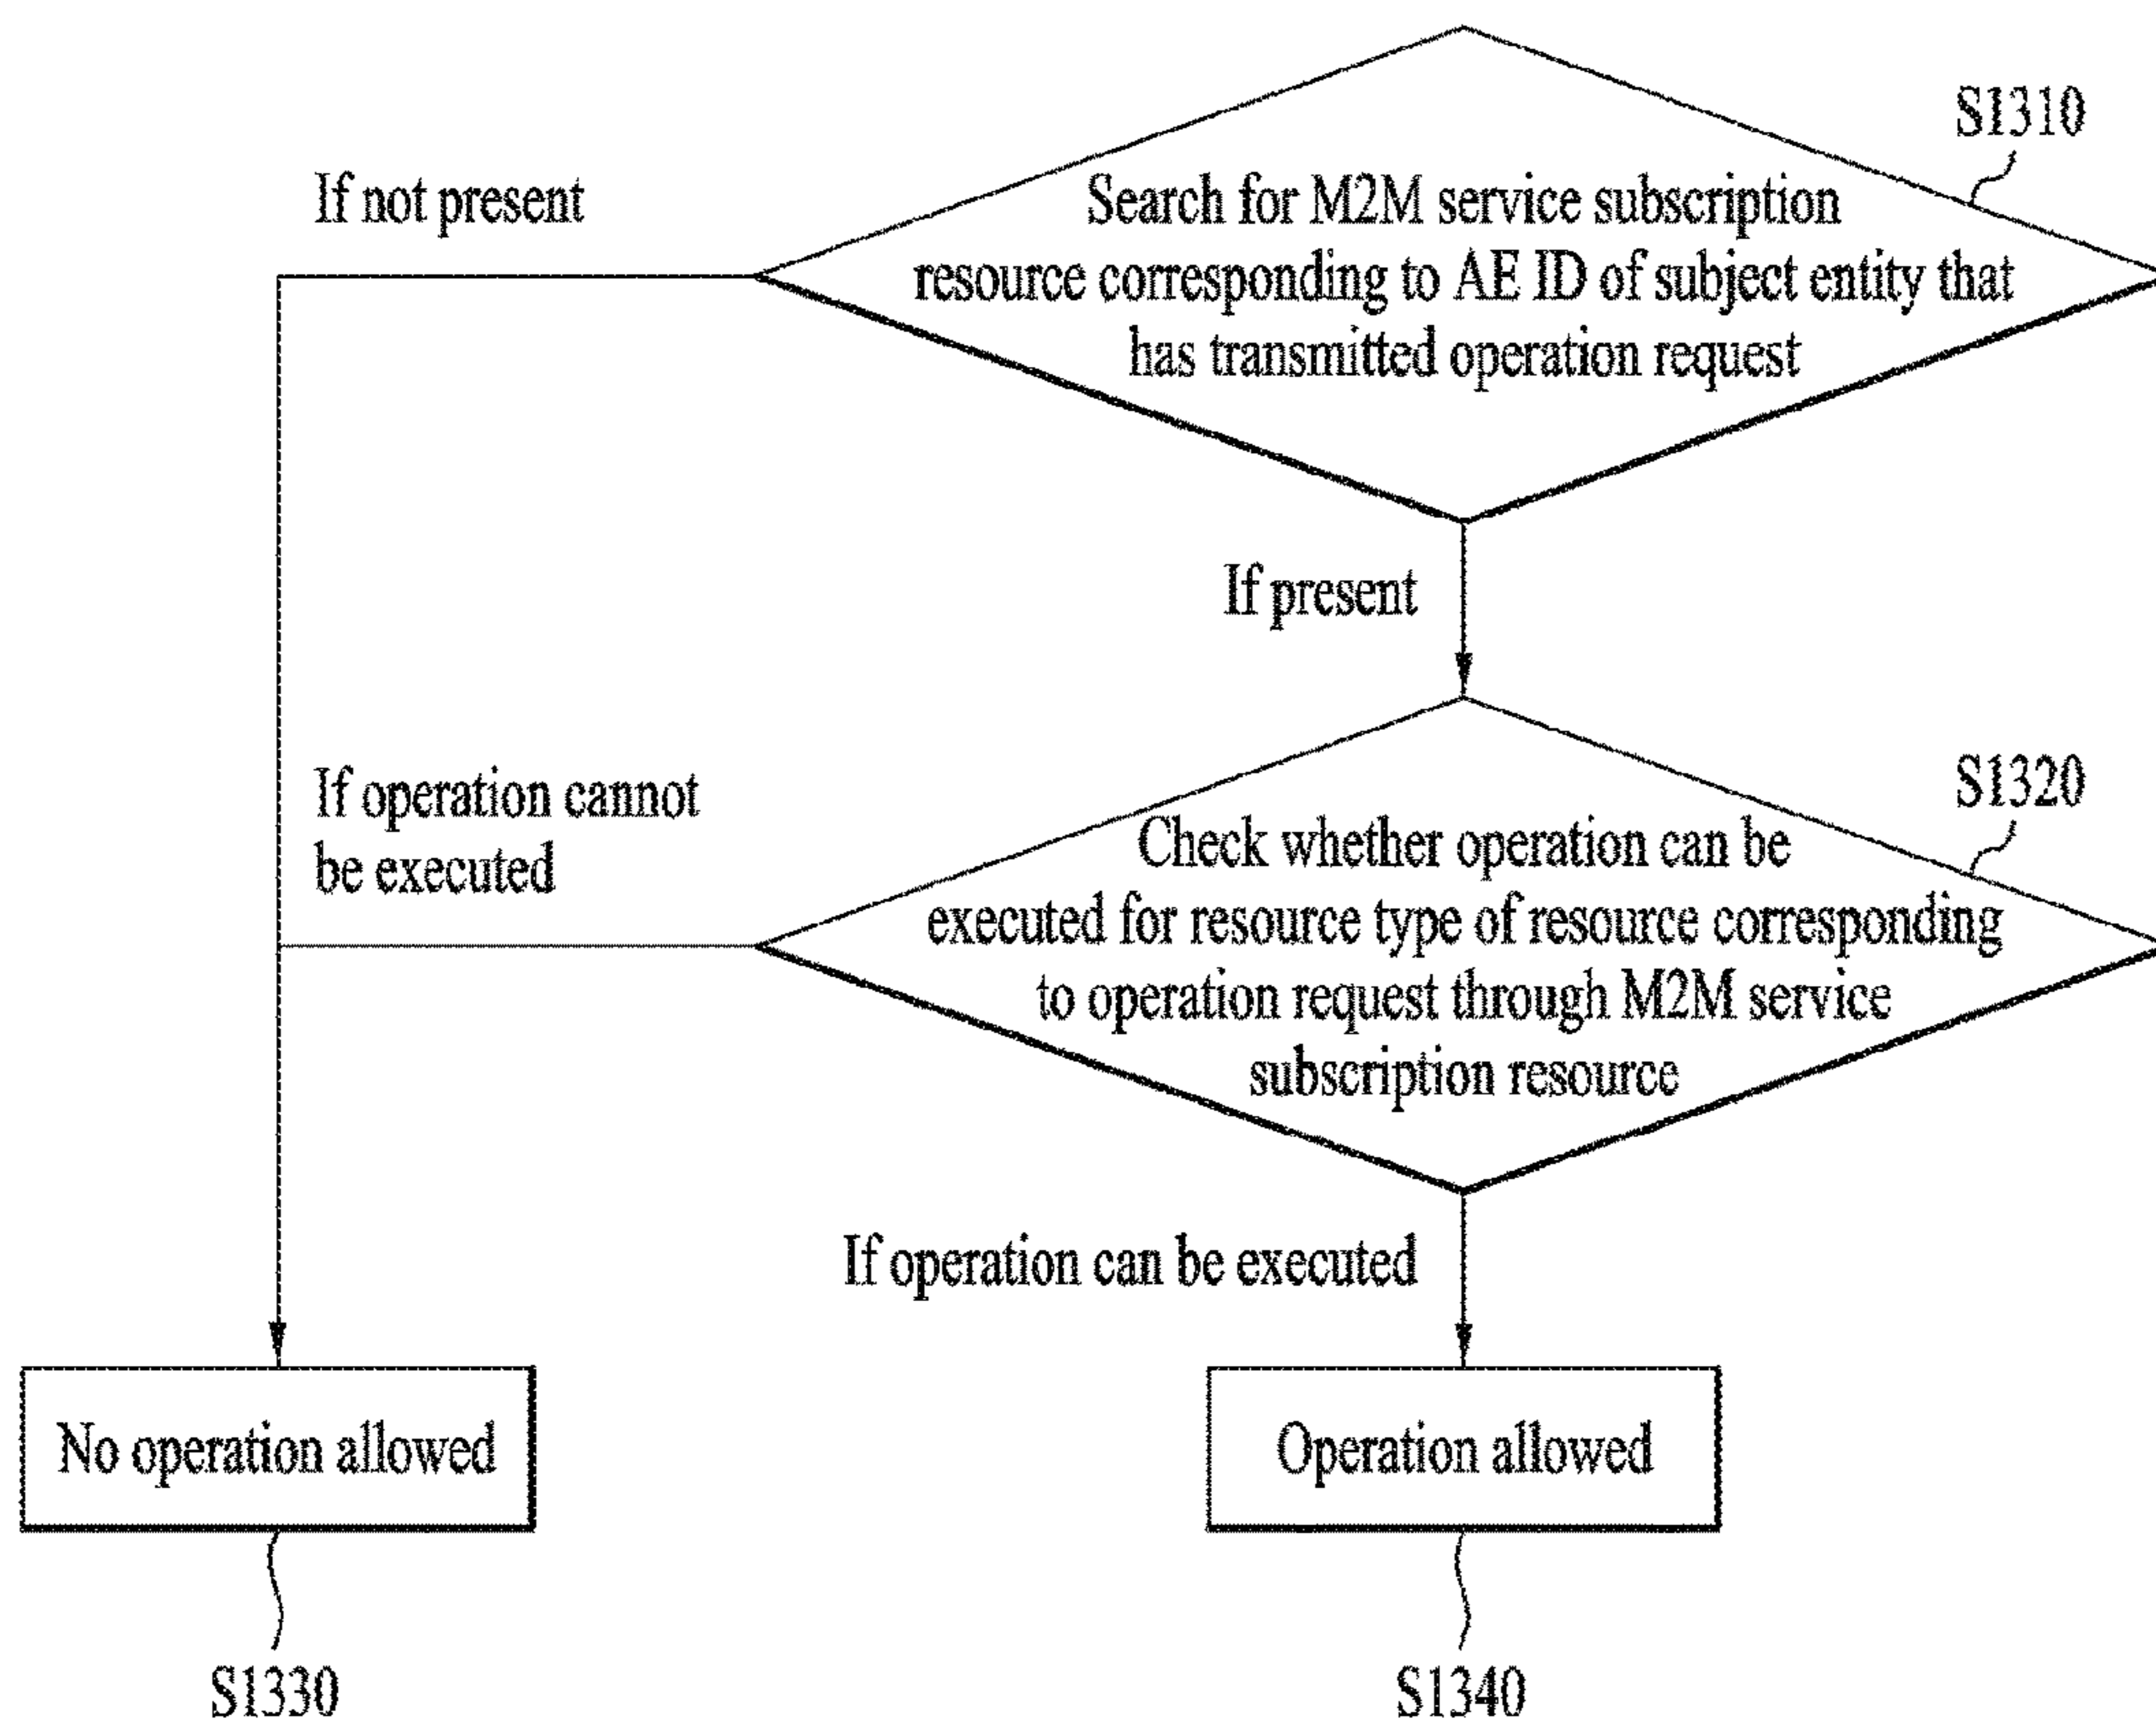 S1310
If not present
Search for M2M service subscription
resource corresponding to AE ID of subject entity that
has transmitted operation request
If present
If operation cannot
be executed
S1320
Check whether operation can be
executed for resource type of resource corresponding
to operation request through M2M service
subscription resource
If operation can be executed
No operation allowed
Operation allowed
S1330
S1340